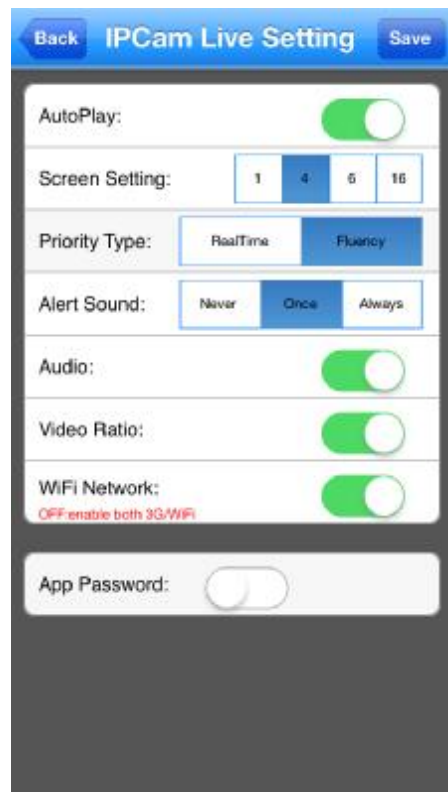 Back IPCam Live Setting Save
AutoPlay:
Screen Setting: 1 4 6 16
Priority Type: RealTime Fluency
Alert Sound: Never Once Always
Audio:
Video Ratio:
WiFi Network:
OFF:enable both 3G/WiFi
App Password: